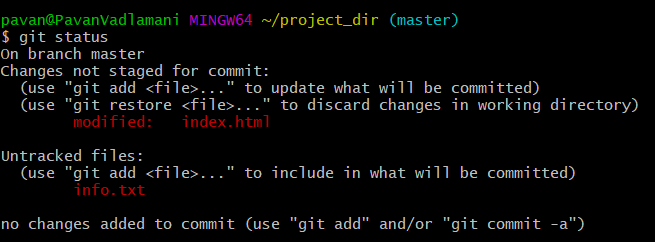 pavan@PavanVadlamani MINGW64 ~/project_dir (master)
$ git status
On branch master
Changes not staged for commit:
  (use "git add <file>..." to update what will be committed)
  (use "git restore <file>..." to discard changes in working directory)
        modified:   index.html

Untracked files:
  (use "git add <file>..." to include in what will be committed)
        info.txt

no changes added to commit (use "git add" and/or "git commit -a")